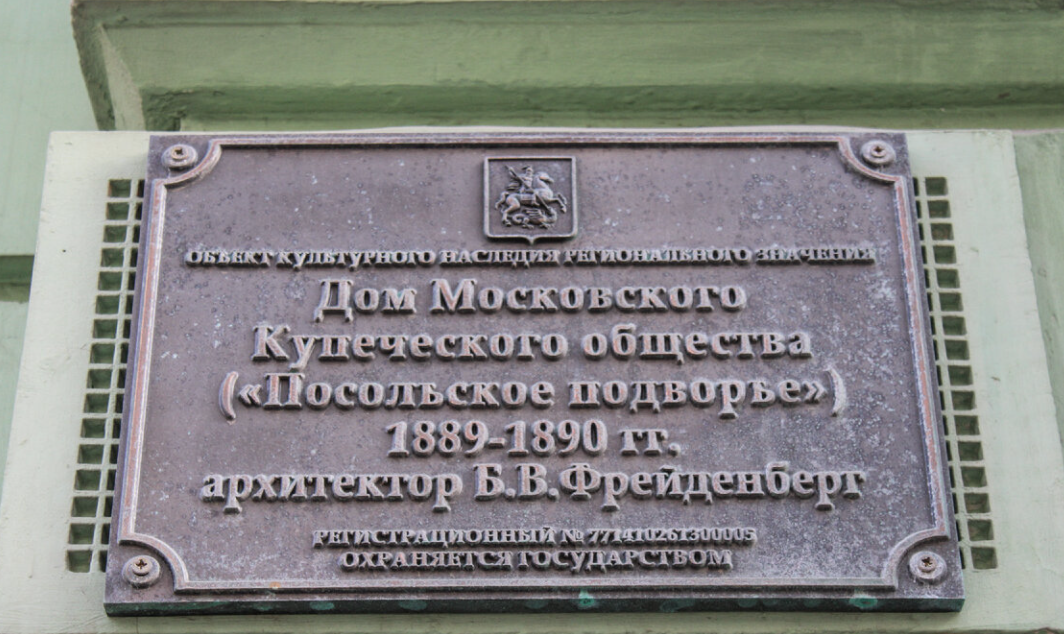 ОБЪЕКТ КУЛЬТУРНОГО НАСЛЕДИЯ РЕГИОНАЛЬНОГО ЗНАЧЕНИЯ
Дом Московского
Купеческого общества
(«Посольское подворье»)
1889-1890 гг.
архитектор Б.В.Фрейденберг
РЕГИСТРАЦИОННЫЙ № 771410261300005
ОХРАНЯЕТСЯ ГОСУДАРСТВОМ